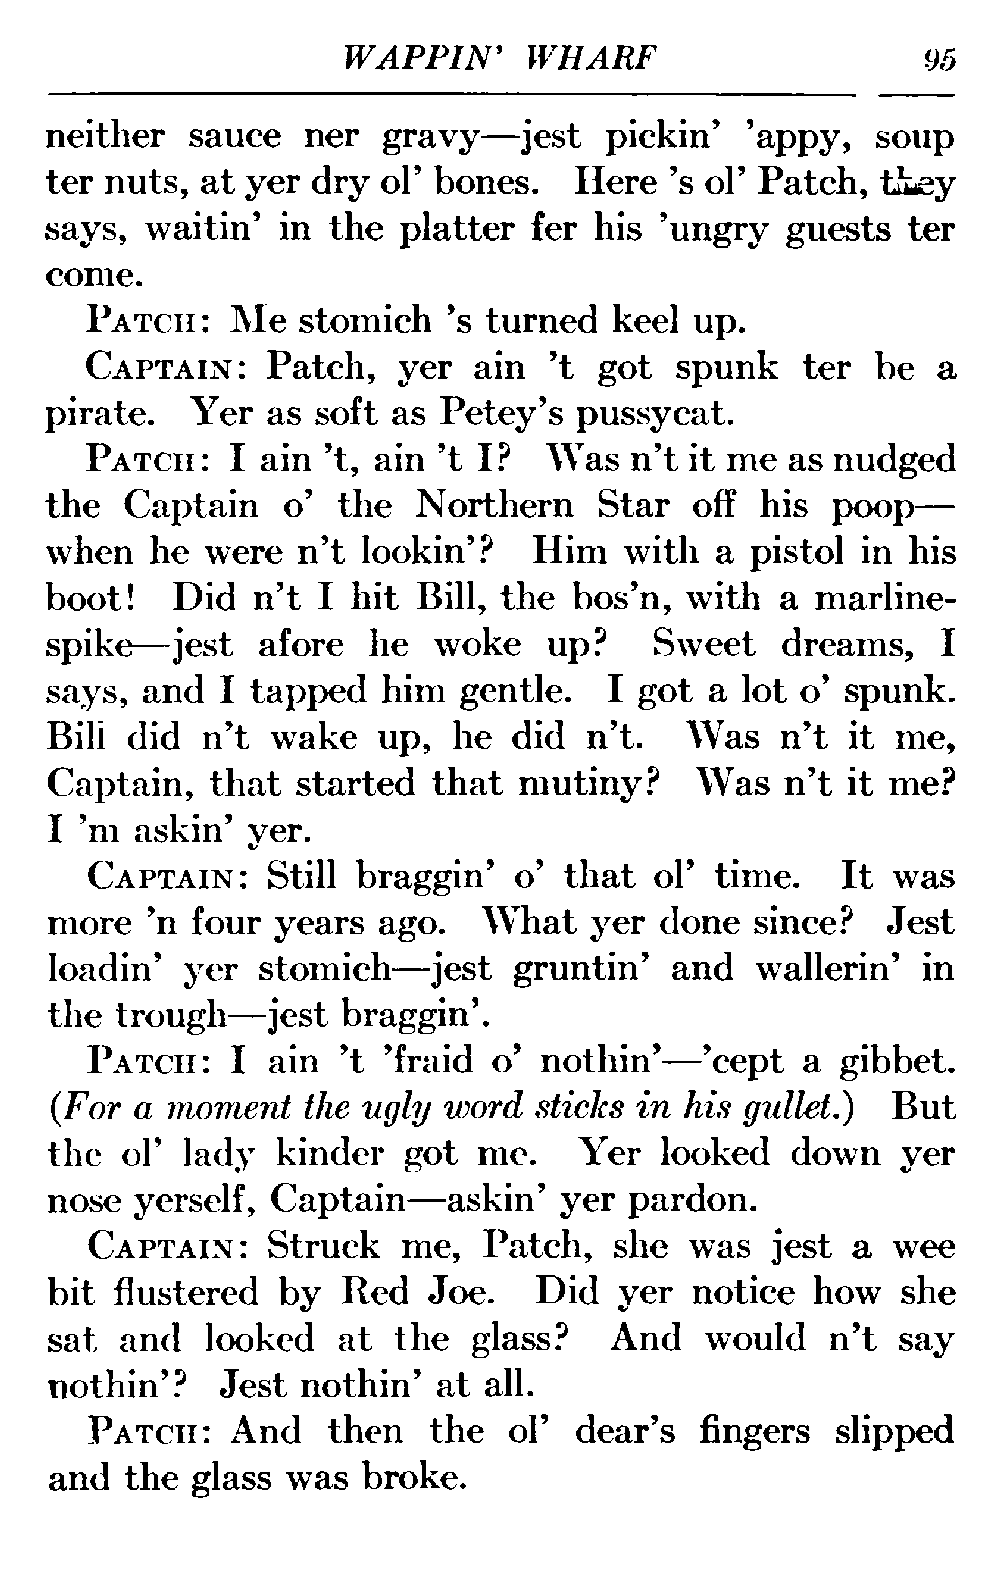 WAPPIN' WHARF 95
neither sauce ner gravy—jest pickin' 'appy, soup
ter nuts, at yer dry ol' bones. Here 's ol' Patch, they
says, waitin' in the platter fer his 'ungry guests ter
come.
PATCH: Me stomich 's turned keel up.
CAPTAIN: Patch, yer ain 't got spunk ter be a
pirate. Yer as soft as Petey's pussycat.
PATCH: I ain 't, ain 't I? Was n't it me as nudged
the Captain o' the Northern Star off his poop—
when he were n't lookin'? Him with a pistol in his
boot! Did n't I hit Bill, the bos'n, with a marline-
spike—jest afore he woke up? Sweet dreams, I
says, and I tapped him gentle. I got a lot o' spunk.
Bill did n't wake up, he did n't. Was n't it me,
Captain, that started that mutiny? Was n't it me?
I 'm askin' yer.
CAPTAIN: Still braggin' o' that ol' time. It was
more 'n four years ago. What yer done since? Jest
loadin' yer stomich—jest gruntin' and wallerin' in
the trough—jest braggin'.
PATCH: I ain 't 'fraid o' nothin'—'cept a gibbet.
(For a moment the ugly word sticks in his gullet.) But
the ol' lady kinder got me. Yer looked down yer
nose yerself, Captain—askin' yer pardon.
CAPTAIN: Struck me, Patch, she was jest a wee
bit flustered by Red Joe. Did yer notice how she
sat and looked at the glass? And would n't say
nothin'? Jest nothin' at all.
PATCH: And then the ol' dear's fingers slipped
and the glass was broke.